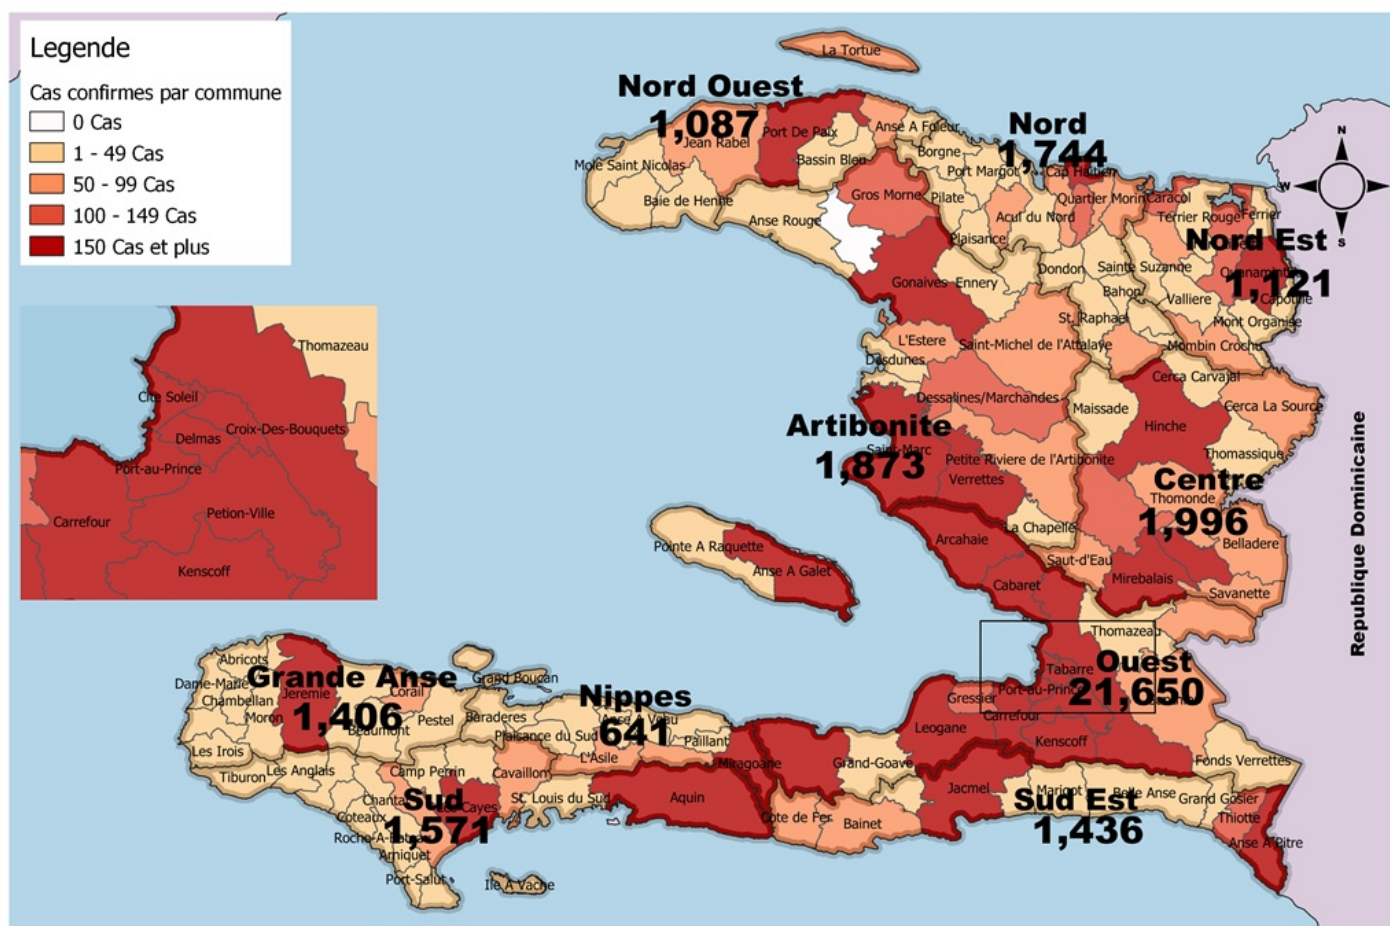 Legende
Cas confirmes par commune
0 Cas
1 - 49 Cas
50 - 99 Cas
100 - 149 Cas
150 Cas et plus
La Tortue
Nord Ouest
1,087
Port De Paix
Jean Rabel
Mole Saint Nicolas
Bassin Bleu
Baie de Henne
Anse Rouge
Anse A Foleur
Nord
1,744
Borgne
Port Margot
Cap Haitien
Gros Morne
Pilate
Quartier Morin
Caracol
Acul du Nord
Terrier Rouge
Ferrier
Plaisance
Nord Est
1,121
Gonaives
Ennery
Dondon
Sainte Suzanne
Bahon
Valliere
Capotille
Mont Organise
St. Raphael
Mombin Crochu
L'Estere
Saint-Michel de l'Attalaye
Desdunes
Cerca Carvajal
Dessalines/Marchandes
Maissade
Cerca La Source
Hinche
Artibonite
1,873
Saint-Marc
Petite Riviere de l'Artibonite
Verrettes
Thomassique
Centre
1,996
Thomonde
La Chapelle
Belladere
Saut-d'Eau
Mirebalais
Savanette
Arcahaie
Cabaret
Pointe A Raquette
Anse A Galet
Thomazeau
Cite Soleil
Delmas
Croix-Des-Bouquets
Port-au-Prince
Petion-Ville
Carrefour
Kenscoff
Thomazeau
Tabarre
Ouest
21,650
Port-au-Prince
Gressier
Carrefour
Leogane
Kenscoff
Fonds Verrettes
Grand-Goave
Abricots
Dame-Marie
Chambellan
Grande Anse
1,406
Jeremie
Corail
Moron
Beaumont
Pestel
Les Irois
Grand Boucan
Baraderes
Nippes
641
Anse A Veau
Plaisance du Sud
Paillant
L'Asile
Miragoane
Tiburon
Les Anglais
Camp Perrin
Cavaillon
St. Louis du Sud
Aquin
Sud
1,571
Coteaux
Arniquet
Port-Salut
Ile A Vache
Cote de Fer
Bainet
Jacmel
Sud Est
1,436
Marigot
Belle Anse
Grand Gosier
Thiotte
Anse A Pitre
Republique Dominicaine
N
W
E
S